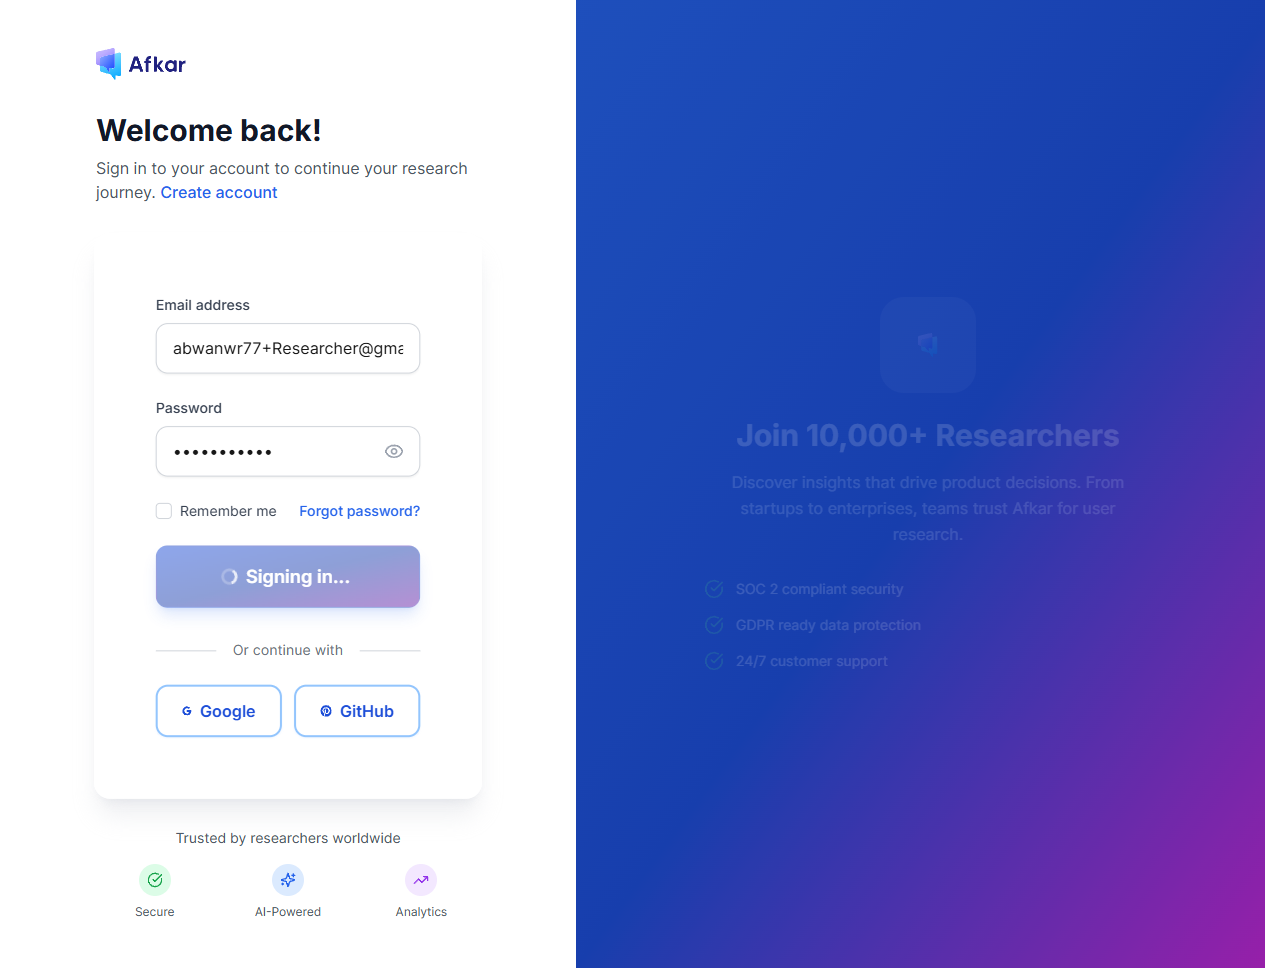 Afkar
Welcome back!
Sign in to your account to continue your research
journey. Create account
Email address
abwanwr77+Researcher@gma
Password
•••••••••••
Remember me
Forgot password?
Signing in...
Or continue with
Google
GitHub
Trusted by researchers worldwide
Secure
AI-Powered
Analytics
Join 10,000+ Researchers
Discover insights that drive product decisions. From
startups to enterprises, teams trust Afkar for user
research.
SOC 2 compliant security
GDPR ready data protection
24/7 customer support